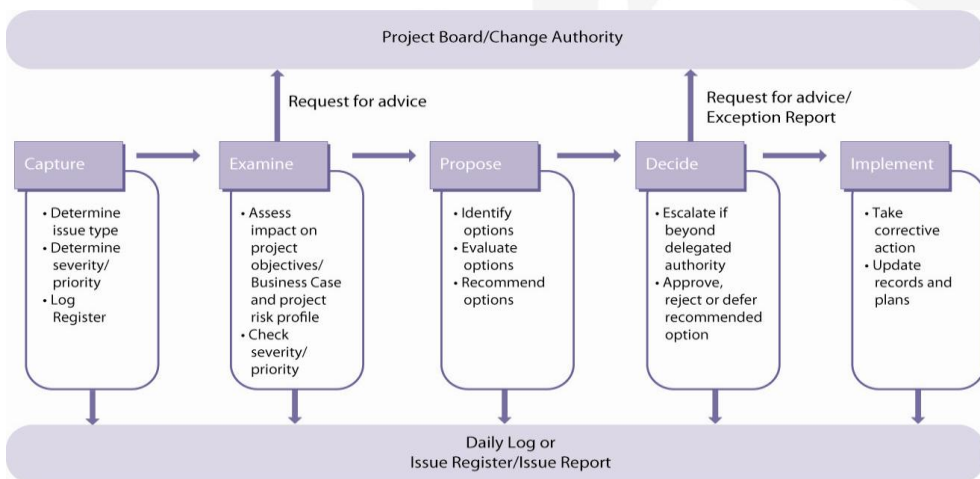 Project Board/Change Authority
Request for advice
Request for advice/
Exception Report
Capture
• Determine
issue type
• Determine
severity/
priority
• Log
Register
Examine
• Assess
impact on
project
objectives/
Business Case
and project
risk profile
• Check
severity/
priority
Propose
• Identify
options
• Evaluate
options
• Recommend
options
Decide
• Escalate if
beyond
delegated
authority
• Approve,
reject or defer
recommended
option
Implement
• Take
corrective
action
• Update
records and
plans
Daily Log or
Issue Register/Issue Report